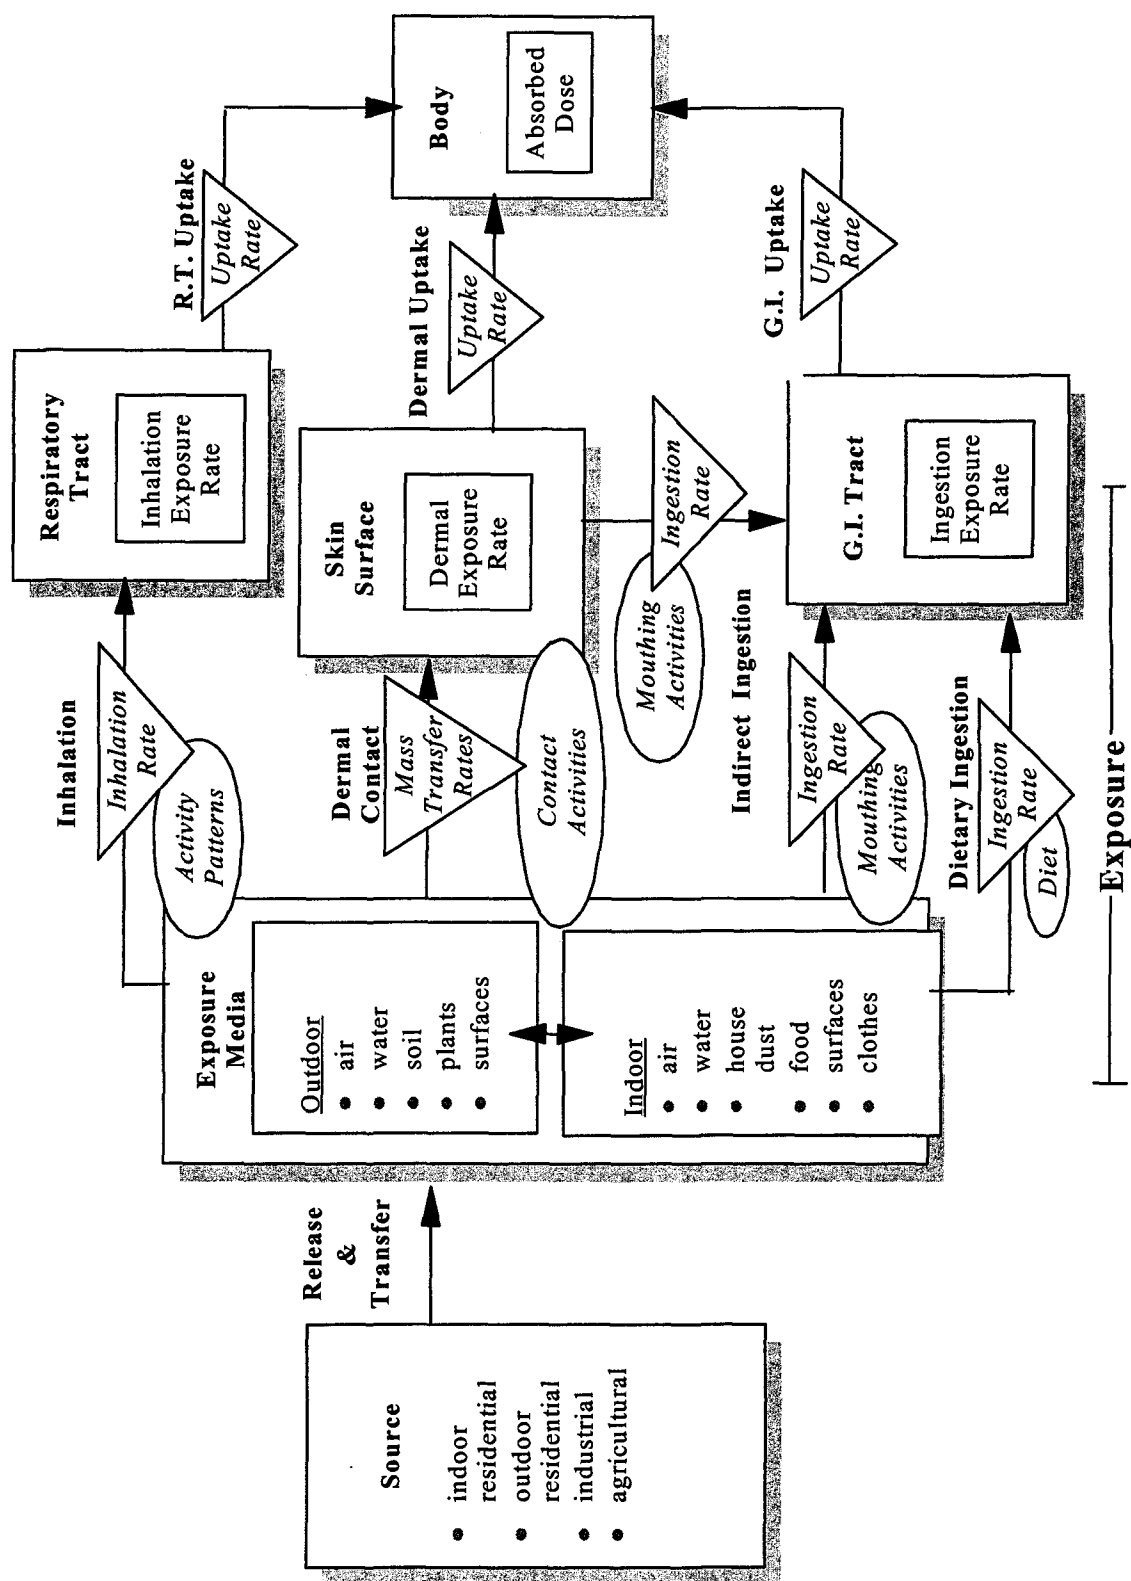 Source
indoor
residential
outdoor
residential
industrial
agricultural
Release
&
Transfer
Exposure
Media
Outdoor
air
water
soil
plants
surfaces
Indoor
air
water
house
dust
food
surfaces
clothes
Inhalation
Inhalation
Rate
Activity
Patterns
Dermal
Contact
Mass
Transfer
Rates
Contact
Activities
Mouthing
Activities
Ingestion
Rate
Indirect Ingestion
Ingestion
Rate
Mouthing
Activities
Dietary Ingestion
Ingestion
Rate
Diet
Exposure
Respiratory
Tract
Inhalation
Exposure
Rate
Skin
Surface
Dermal
Exposure
Rate
G.I. Tract
Ingestion
Exposure
Rate
R.T. Uptake
Uptake
Rate
Dermal Uptake
Uptake
Rate
G.I. Uptake
Uptake
Rate
Body
Absorbed
Dose